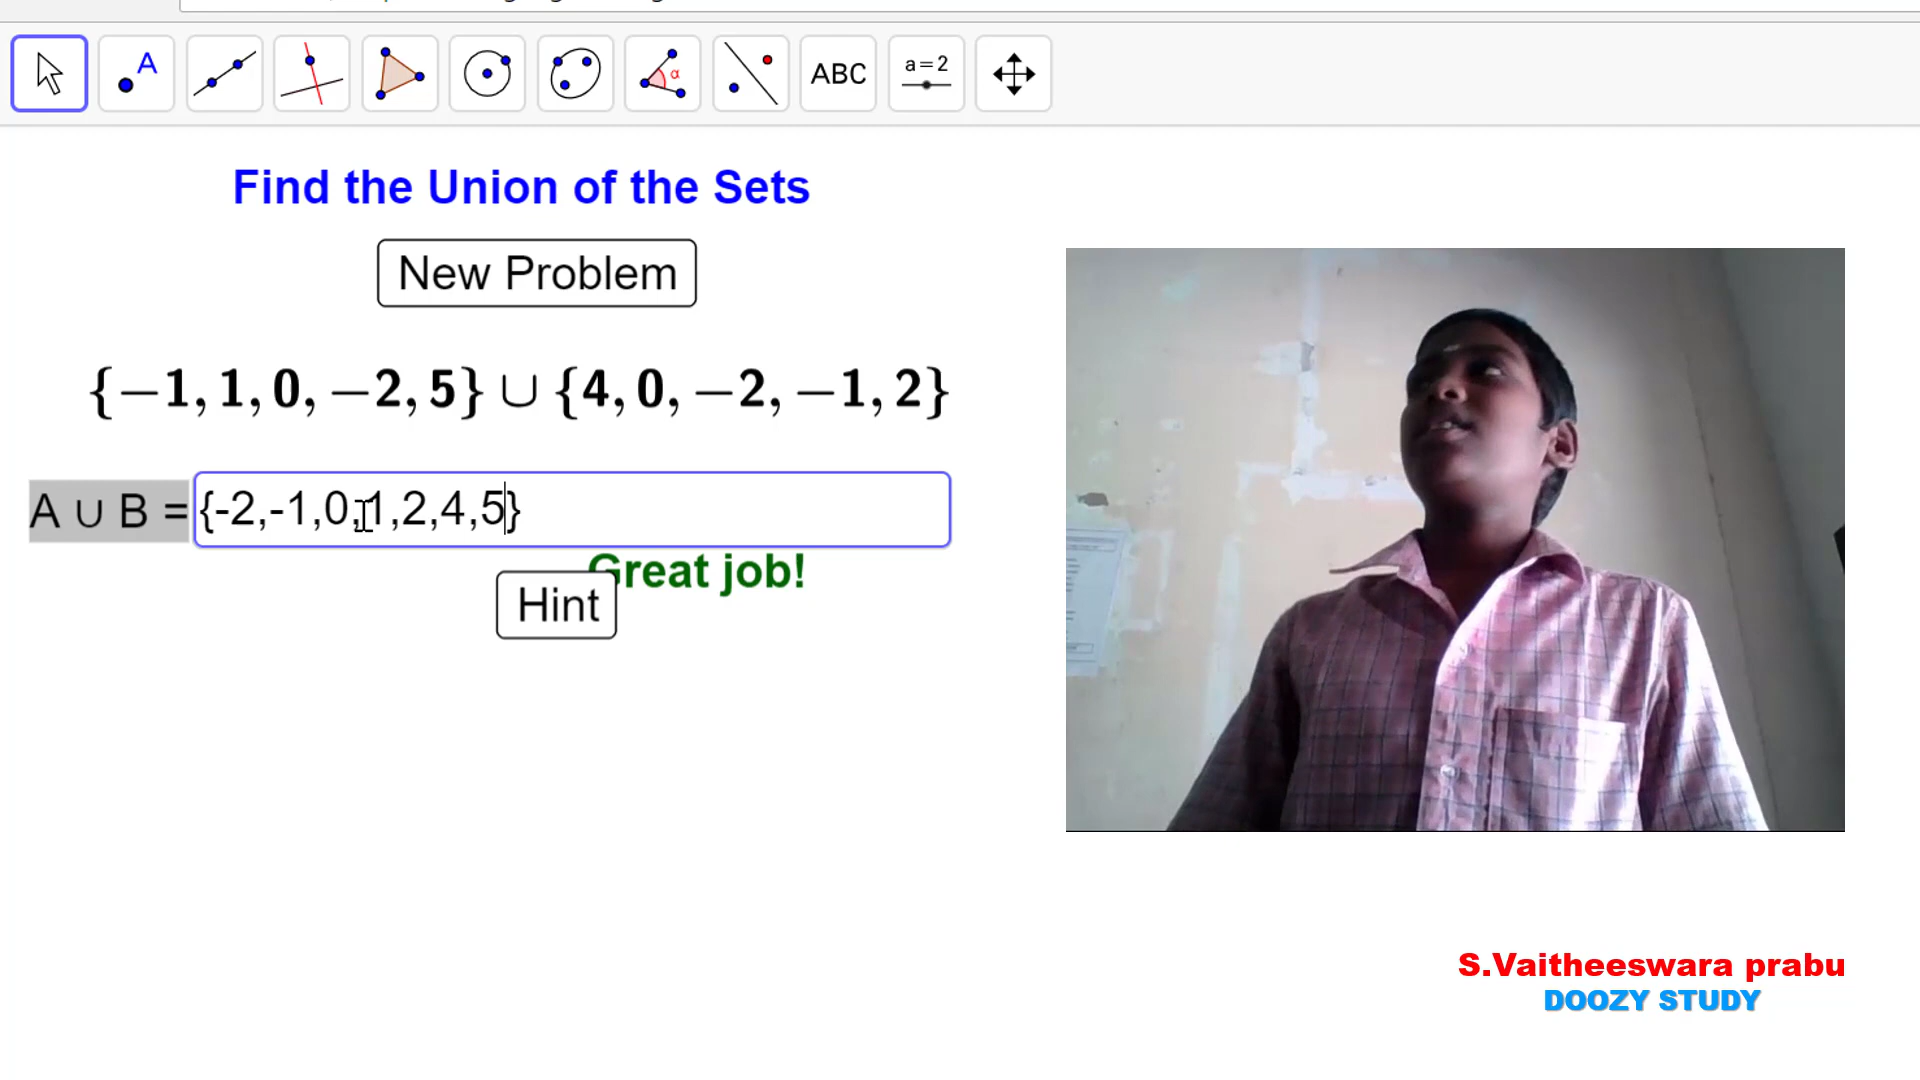 A
α
ABC
a=2
Find the Union of the Sets
New Problem
{−1, 1, 0, −2, 5} ∪ {4, 0, −2, −1, 2}
A ∪ B = {-2,-1,0,1,2,4,5}
Great job!
Hint
S.Vaitheeswara prabu
DOOZY STUDY